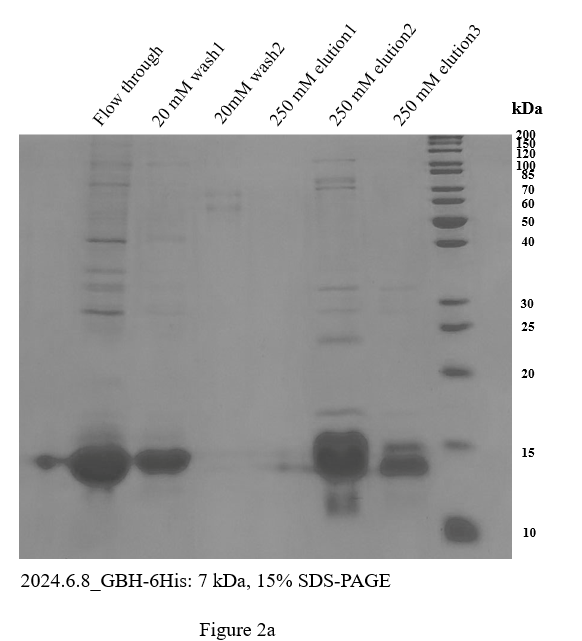 Flow through
20 mM wash1
20mM wash2
250 mM elution1
250 mM elution2
250 mM elution3
kDa
200
150
120
100
85
70
60
50
40
30
25
20
15
10
2024.6.8_GBH-6His: 7 kDa, 15% SDS-PAGE
Figure 2a